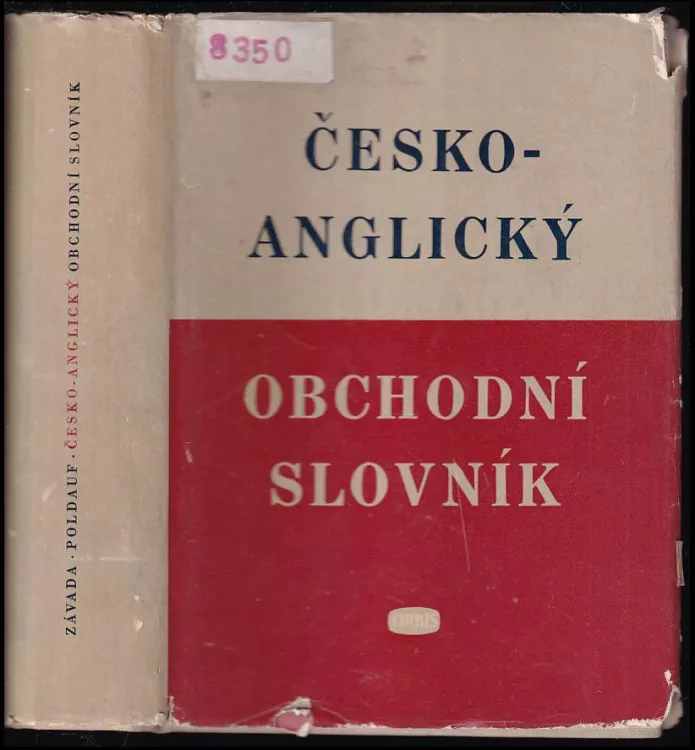 8350
ČESKO-
ANGLICKÝ
OBCHODNÍ
SLOVNÍK
ORBIS
ZÁVADA · POLDAUF · ČESKO-ANGLICKÝ OBCHODNÍ SLOVNÍK